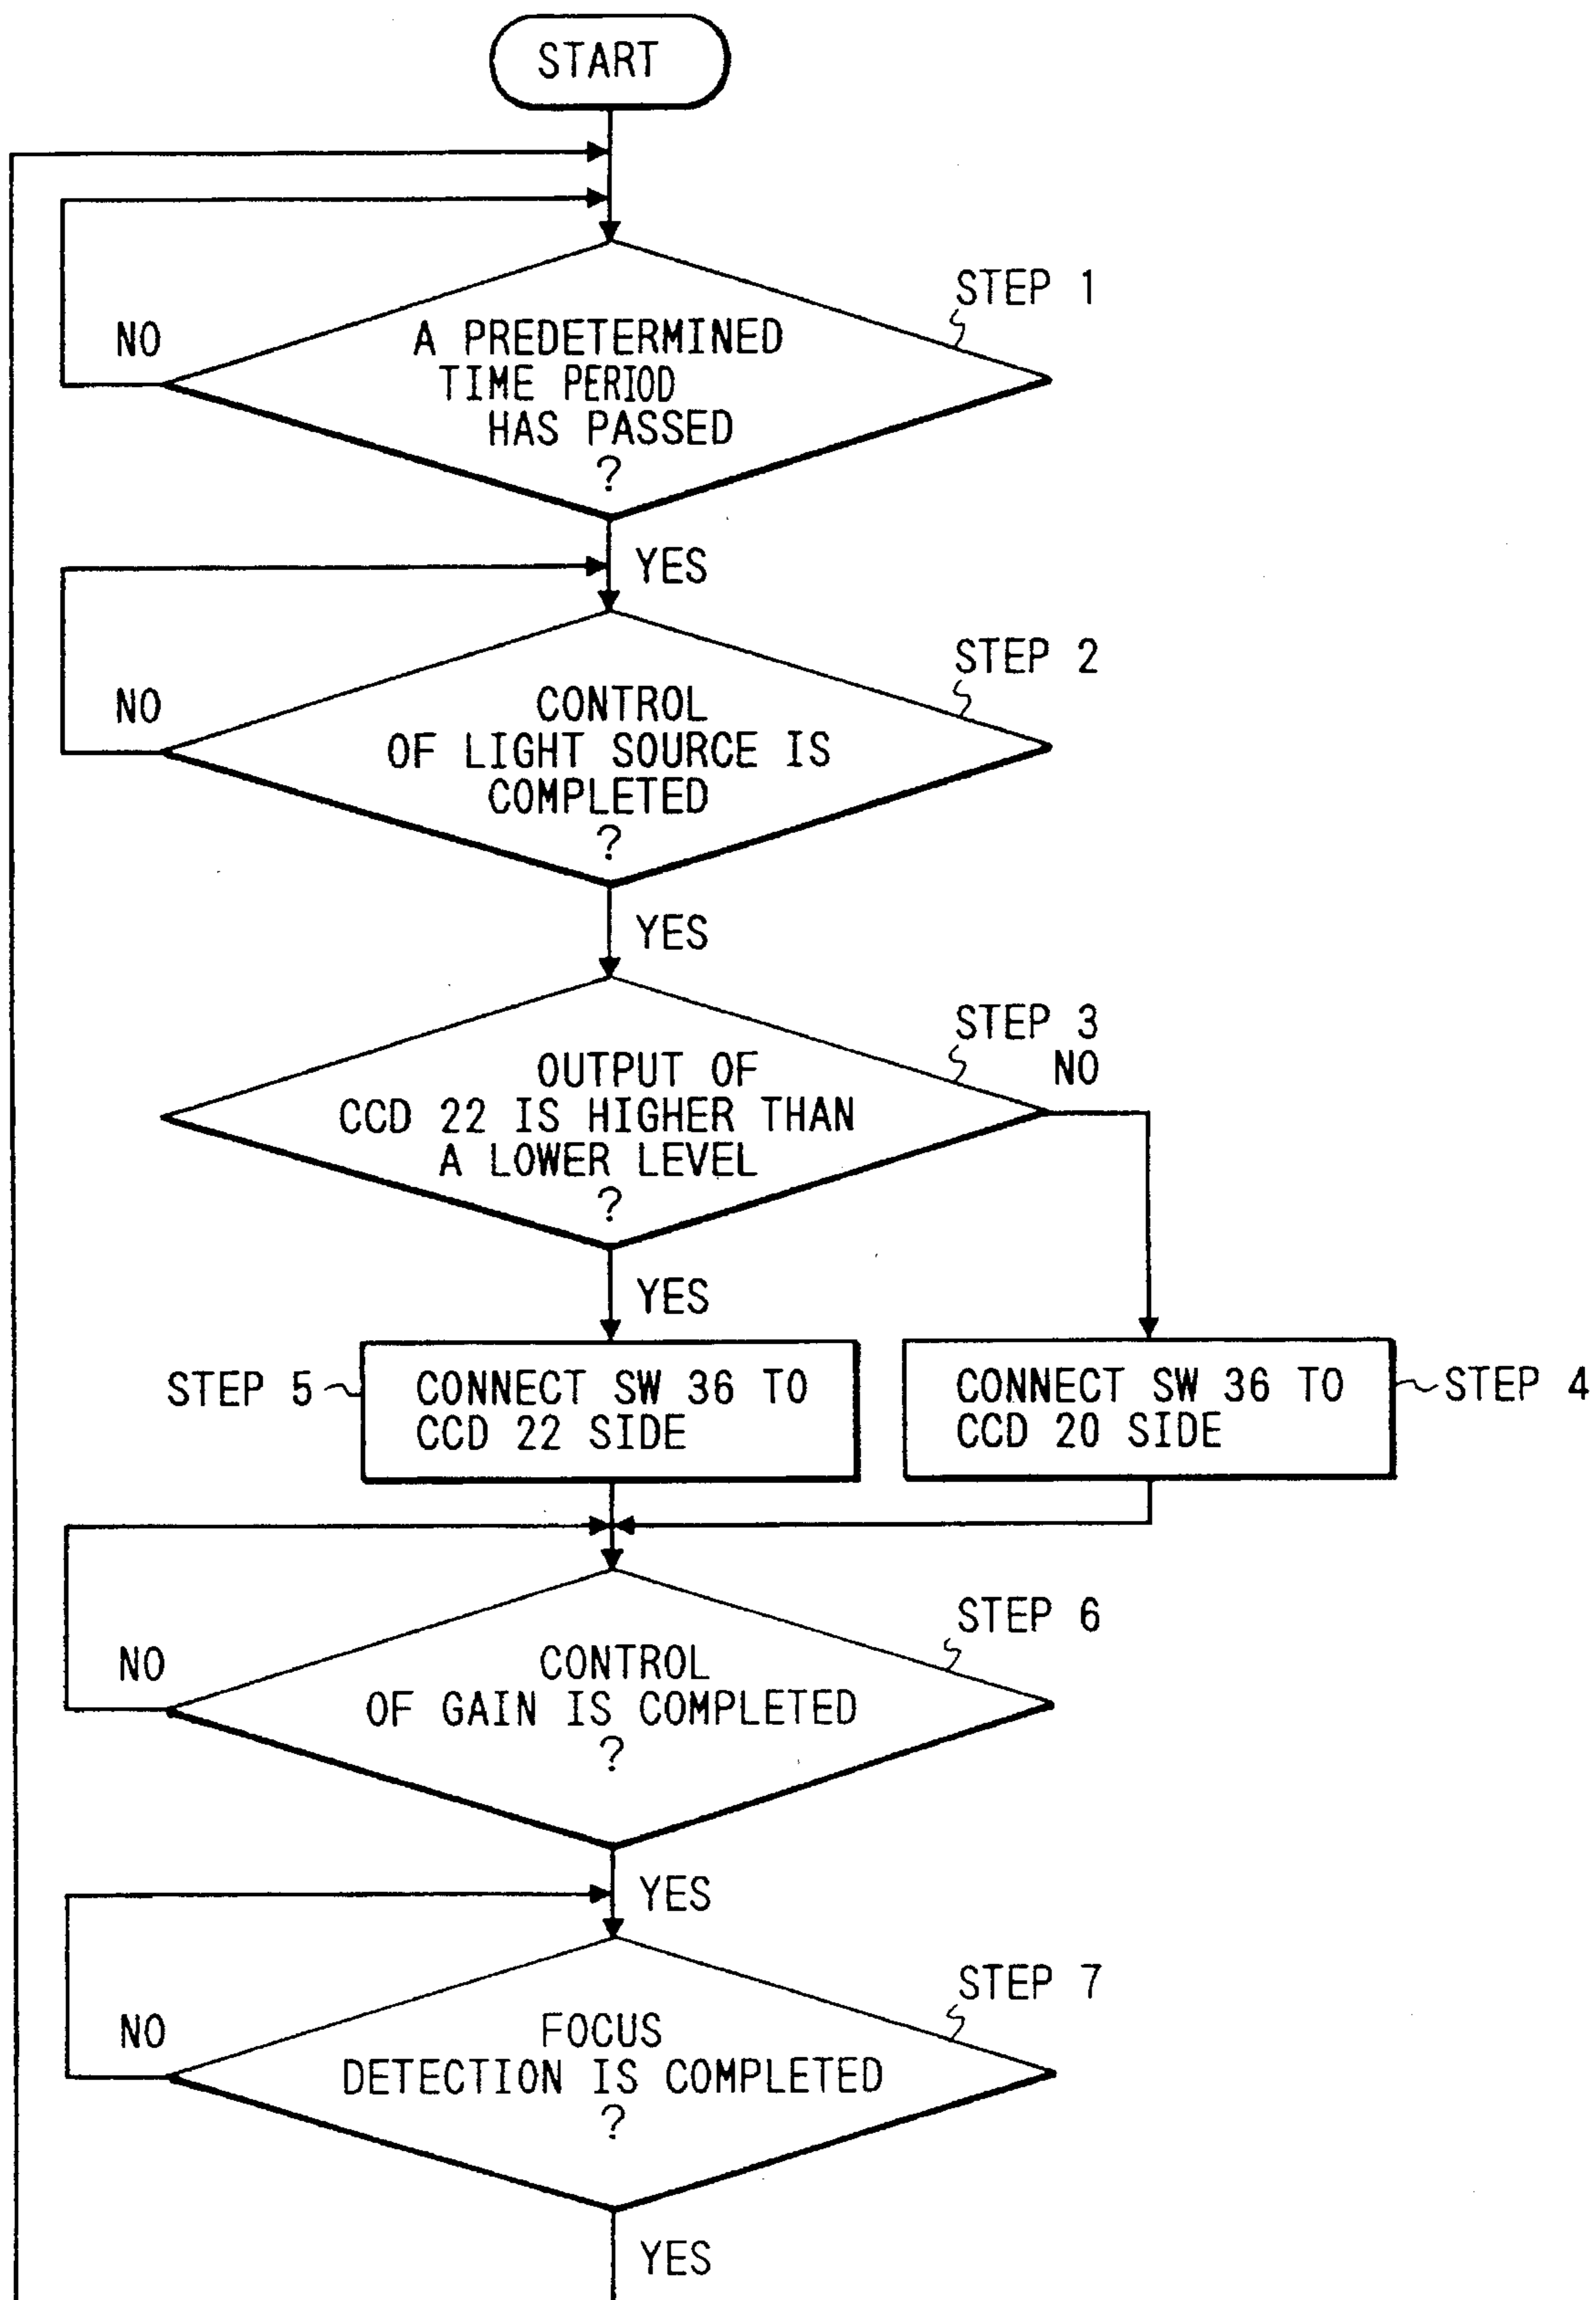 START
STEP 1
NO
A PREDETERMINED
TIME PERIOD
HAS PASSED
?
YES
STEP 2
NO
CONTROL
OF LIGHT SOURCE IS
COMPLETED
?
YES
STEP 3
NO
OUTPUT OF
CCD 22 IS HIGHER THAN
A LOWER LEVEL
?
YES
STEP 5
CONNECT SW 36 TO
CCD 22 SIDE
CONNECT SW 36 TO
CCD 20 SIDE
STEP 4
STEP 6
NO
CONTROL
OF GAIN IS COMPLETED
?
YES
STEP 7
NO
FOCUS
DETECTION IS COMPLETED
?
YES